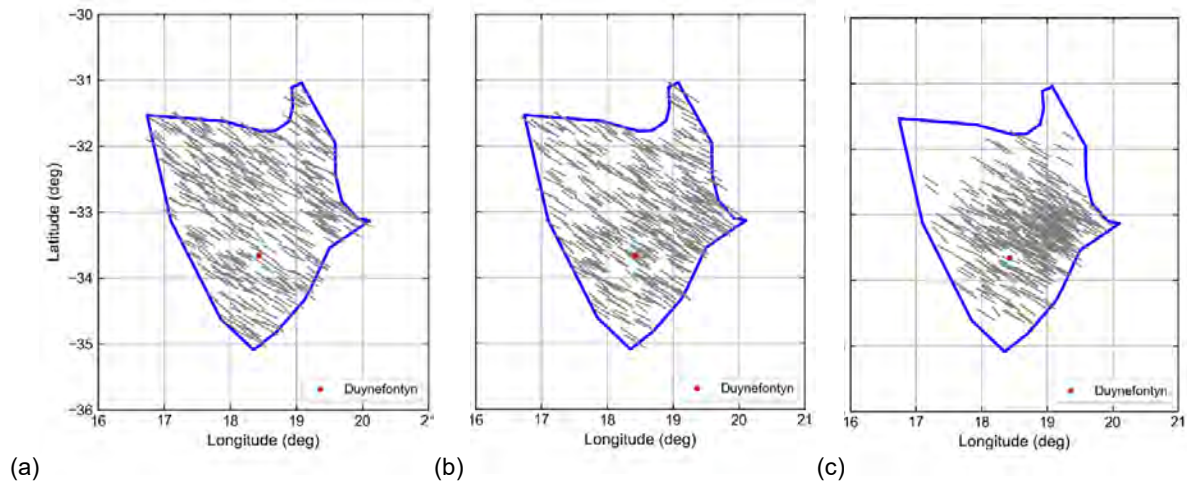 −30
−31
−32
−33
−34
−35
−36
Latitude (deg)
16 17 18 19 20 2
Longitude (deg)
Duynefontyn
(a)
16 17 18 19 20 21
Longitude (deg)
Duynefontyn
(b)
16 17 18 19 20 21
Longitude (deg)
Duynefontyn
(c)